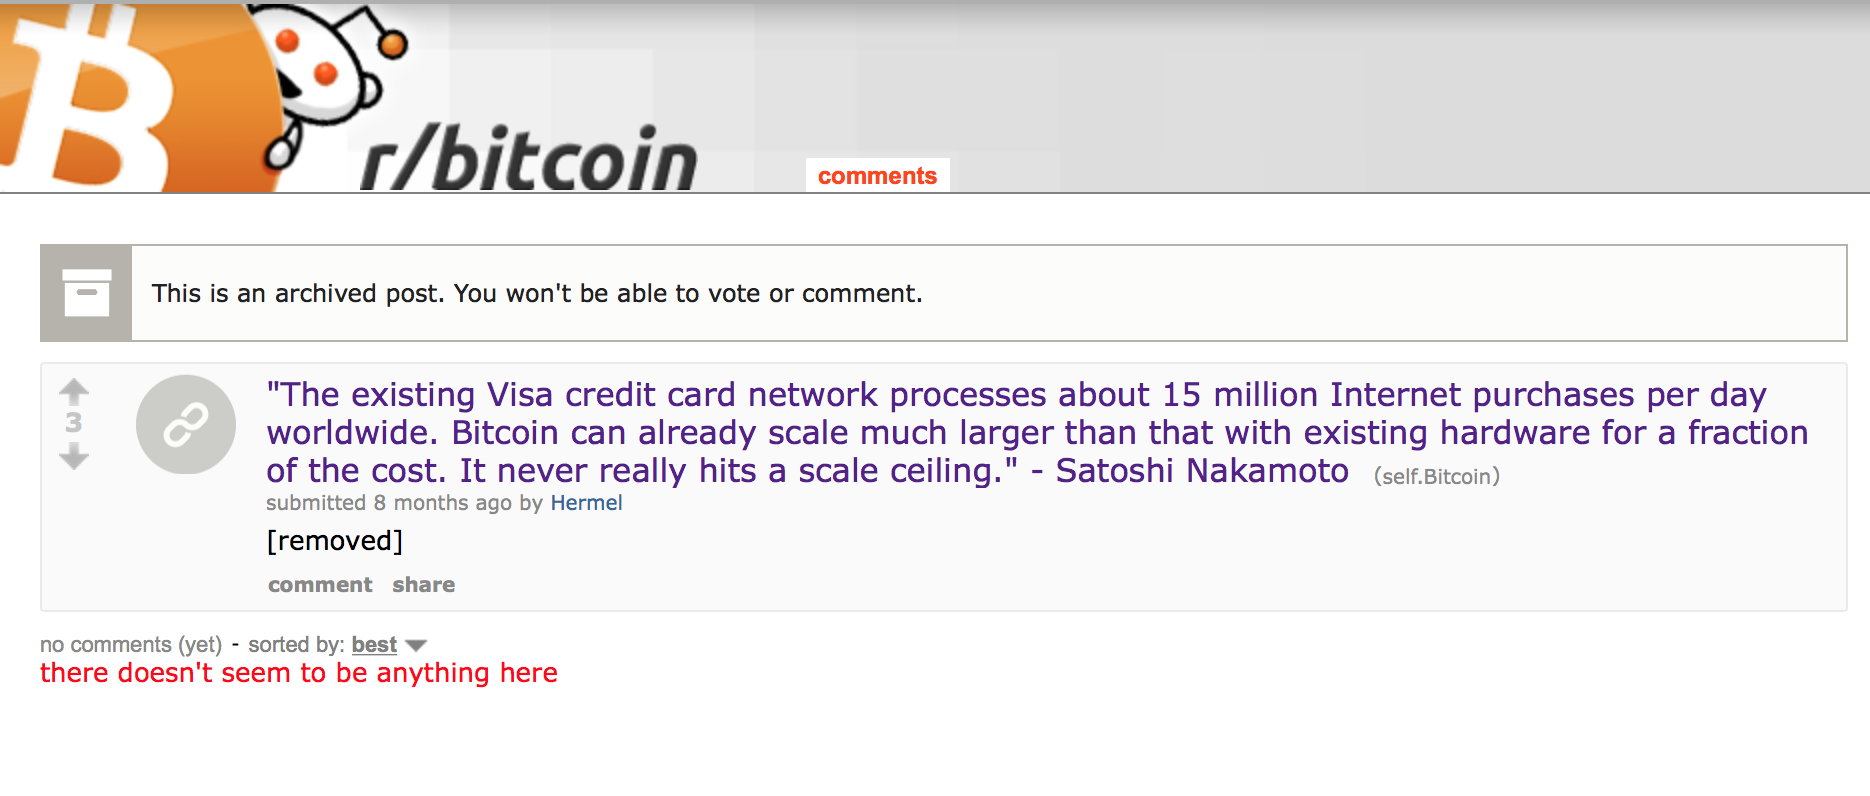 r/bitcoin
comments
This is an archived post. You won't be able to vote or comment.
3
"The existing Visa credit card network processes about 15 million Internet purchases per day
worldwide. Bitcoin can already scale much larger than that with existing hardware for a fraction
of the cost. It never really hits a scale ceiling." - Satoshi Nakamoto (self.Bitcoin)
submitted 8 months ago by Hermel
[removed]
comment share
no comments (yet) - sorted by: best
there doesn't seem to be anything here